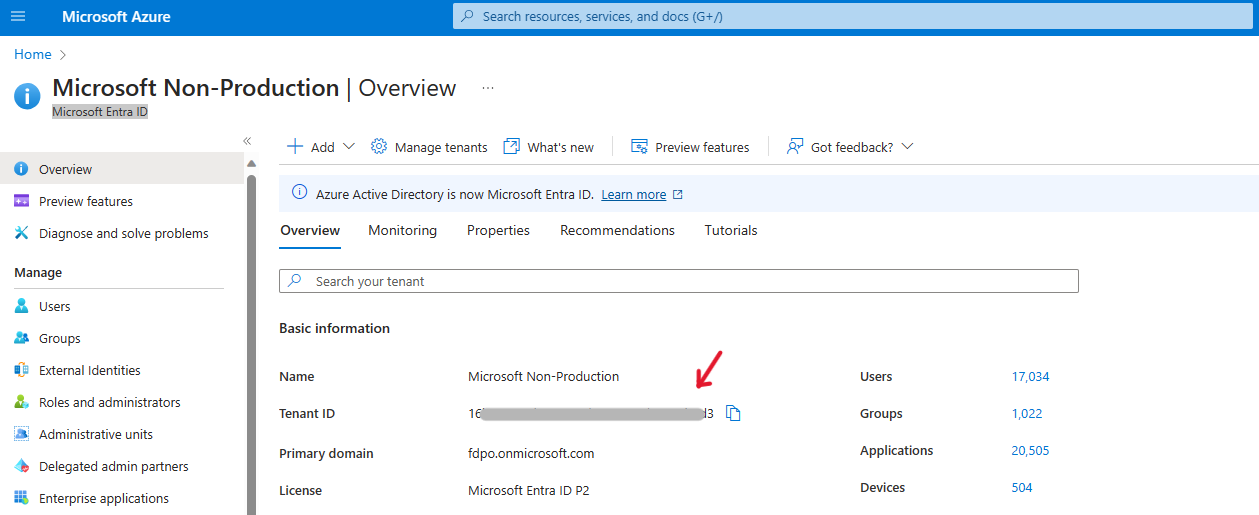 Microsoft Azure
Search resources, services, and docs (G+/)
Home
Microsoft Non-Production | Overview
Microsoft Entra ID
Add
Manage tenants
What's new
Preview features
Got feedback?
Overview
Preview features
Diagnose and solve problems
Manage
Users
Groups
External Identities
Roles and administrators
Administrative units
Delegated admin partners
Enterprise applications
Azure Active Directory is now Microsoft Entra ID. Learn more
Overview Monitoring Properties Recommendations Tutorials
Search your tenant
Basic information
Name Microsoft Non-Production Users 17,034
Tenant ID 16 d3 Groups 1,022
Primary domain fdpo.onmicrosoft.com Applications 20,505
License Microsoft Entra ID P2 Devices 504